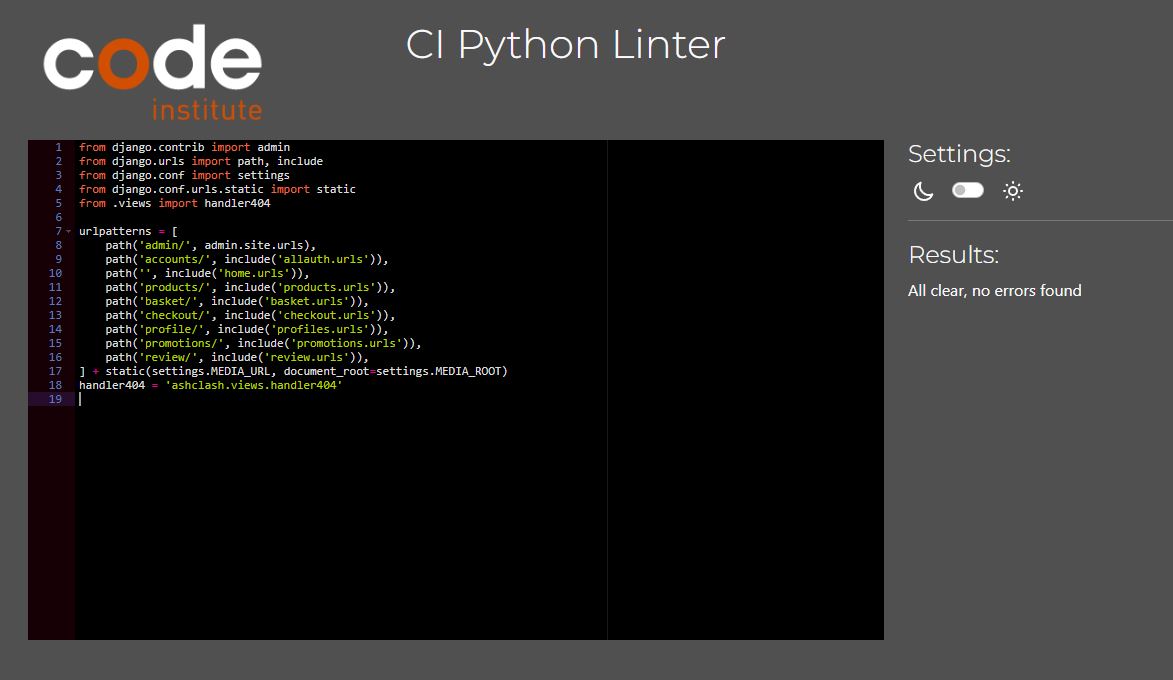 code
institute
CI Python Linter
1 from django.contrib import admin
2 from django.urls import path, include
3 from django.conf import settings
4 from django.conf.urls.static import static
5 from .views import handler404
6
7 urlpatterns = [
8     path('admin/', admin.site.urls),
9     path('accounts/', include('allauth.urls')),
10     path('', include('home.urls')),
11     path('products/', include('products.urls')),
12     path('basket/', include('basket.urls')),
13     path('checkout/', include('checkout.urls')),
14     path('profile/', include('profiles.urls')),
15     path('promotions/', include('promotions.urls')),
16     path('review/', include('review.urls')),
17 ] + static(settings.MEDIA_URL, document_root=settings.MEDIA_ROOT)
18 handler404 = 'ashclash.views.handler404'
19
Settings:
Results:
All clear, no errors found